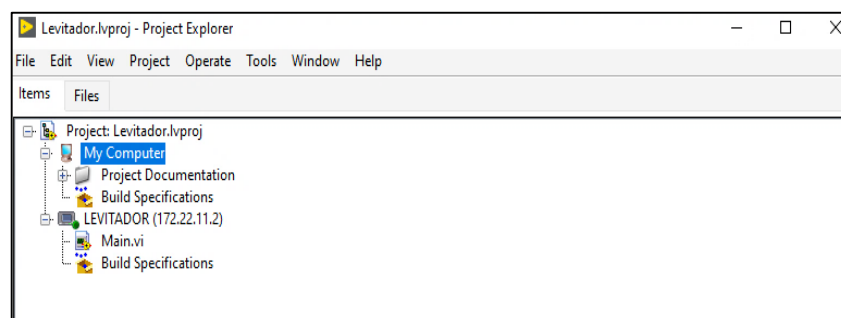 Levitador.lvproj - Project Explorer
File Edit View Project Operate Tools Window Help
Items Files
Project: Levitador.lvproj
My Computer
Project Documentation
Build Specifications
LEVITADOR (172.22.11.2)
Main.vi
Build Specifications